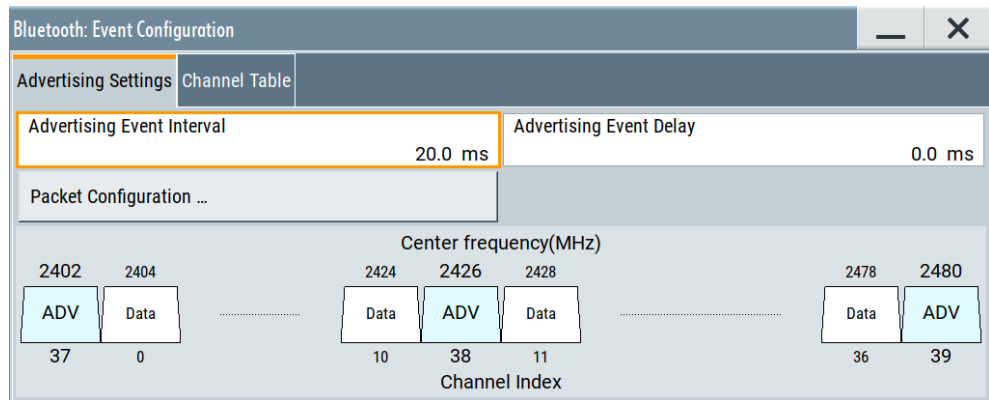 Bluetooth: Event Configuration
Advertising Settings Channel Table
Advertising Event Interval Advertising Event Delay
20.0 ms 0.0 ms
Packet Configuration ...
Center frequency(MHz)
2402 2404 2424 2426 2428 2478 2480
ADV Data Data ADV Data Data ADV
37 0 10 38 11 36 39
Channel Index